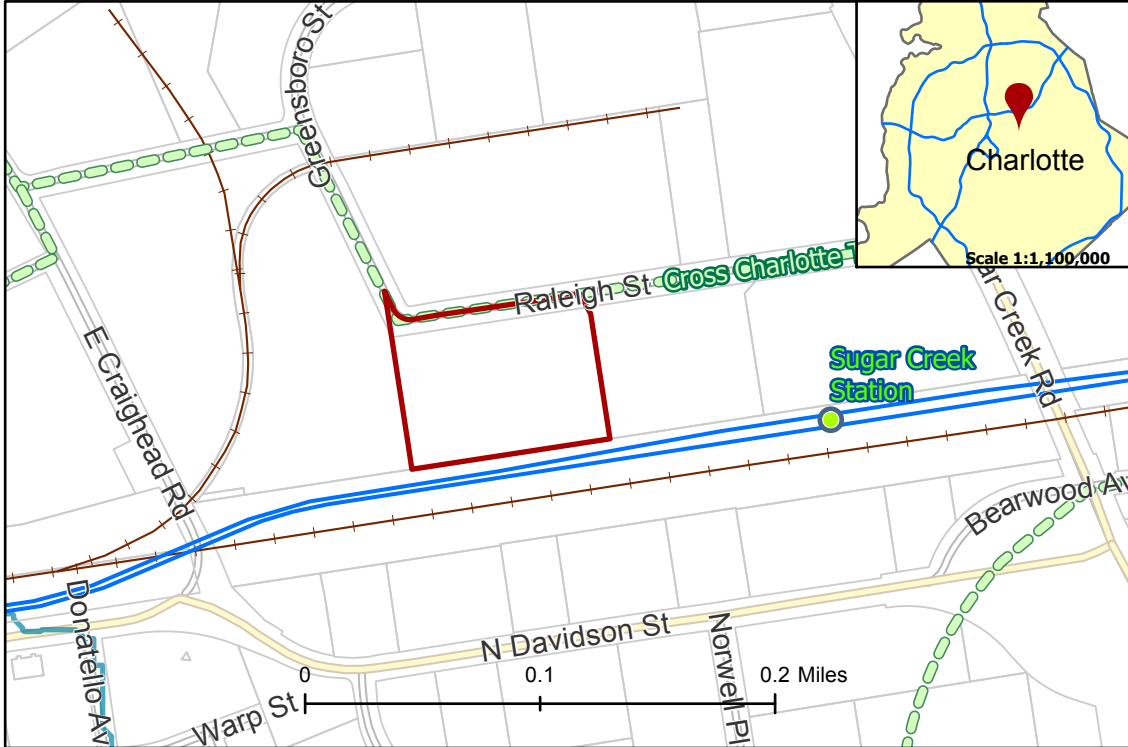 Greensboro St
Charlotte
Scale 1:1,100,000
Cross Charlotte T
Raleigh St
ar Creek Rd
E Craighead Rd
Sugar Creek
Station
Bearwood Av
Donatello Av
N Davidson St
Norwell Pl
0 0.1 0.2 Miles
Warp St